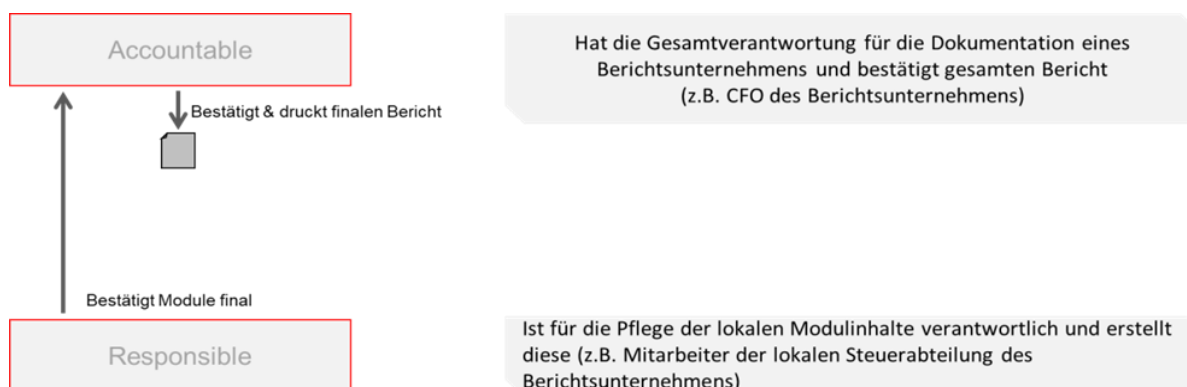 Accountable
Hat die Gesamtverantwortung für die Dokumentation eines
Berichtsunternehmens und bestätigt gesamten Bericht
(z.B. CFO des Berichtsunternehmens)
Bestätigt & druckt finalen Bericht
Bestätigt Module final
Responsible
Ist für die Pflege der lokalen Modulinhalte verantwortlich und erstellt
diese (z.B. Mitarbeiter der lokalen Steuerabteilung des
Berichtsunternehmens)